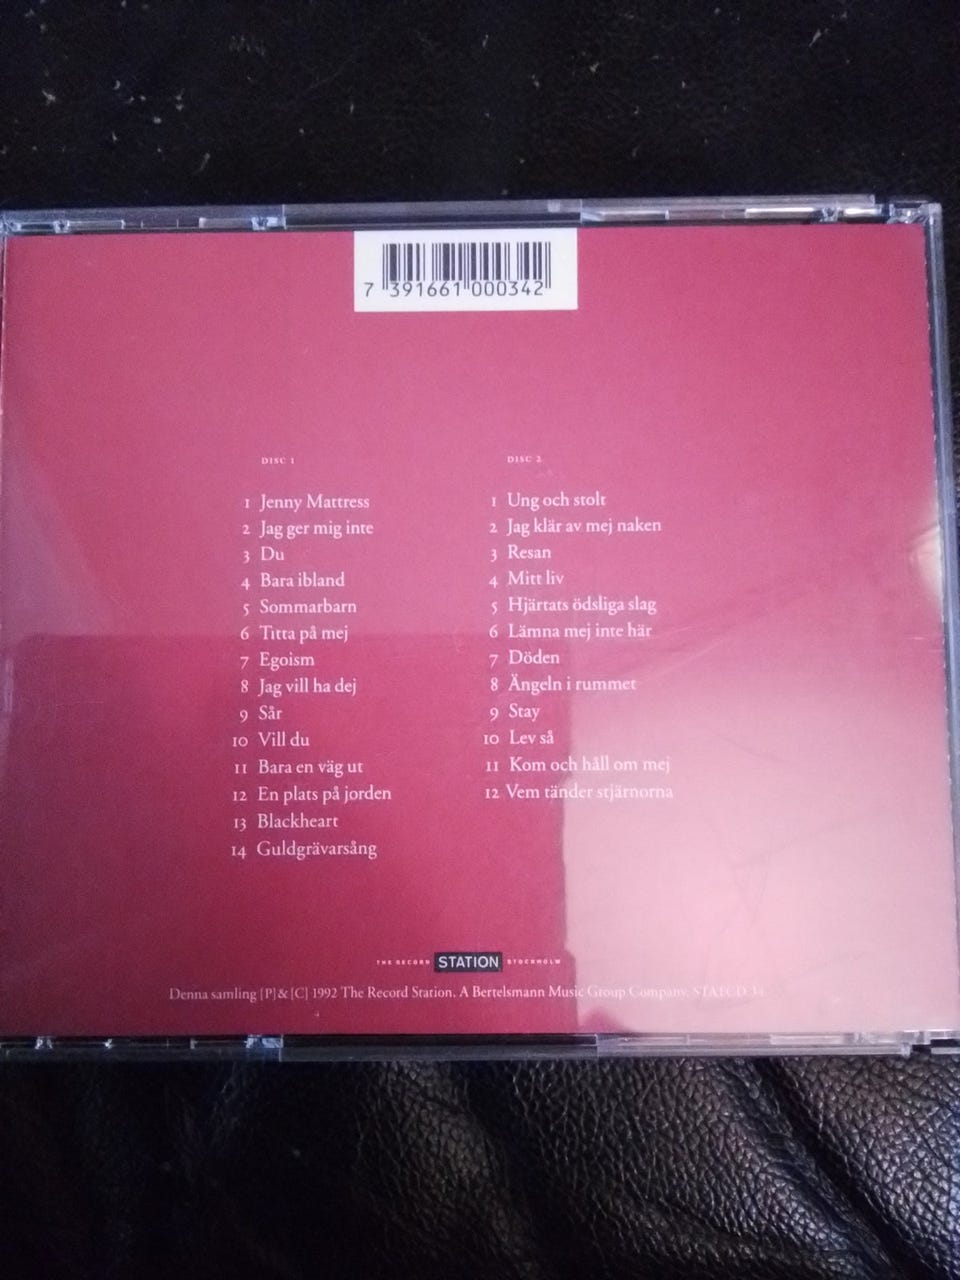 7 391661 000342
DISC 1
1 Jenny Mattress
2 Jag ger mig inte
3 Du
4 Bara ibland
5 Sommarbarn
6 Titta på mej
7 Egoism
8 Jag vill ha dej
9 Sår
10 Vill du
11 Bara en väg ut
12 En plats på jorden
13 Blackheart
14 Guldgrävarsång
DISC 2
1 Ung och stolt
2 Jag klär av mej naken
3 Resan
4 Mitt liv
5 Hjärtats ödsliga slag
6 Lämna mej inte här
7 Döden
8 Ängeln i rummet
9 Stay
10 Lev så
11 Kom och håll om mej
12 Vem tänder stjärnorna
THE RECORD STATION STOCKHOLM
Denna samling [P]&[C] 1992 The Record Station. A Bertelsmann Music Group Company. STATCD 34